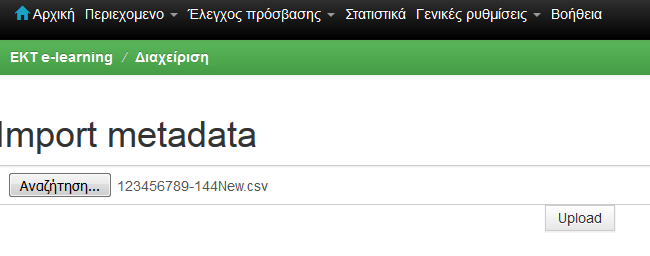 Αρχική Περιεχομενο Έλεγχος πρόσβασης Στατιστικά Γενικές ρυθμίσεις Βοήθεια
ΕΚΤ e-learning / Διαχείριση
Import metadata
Αναζήτηση... 123456789-144New.csv
Upload